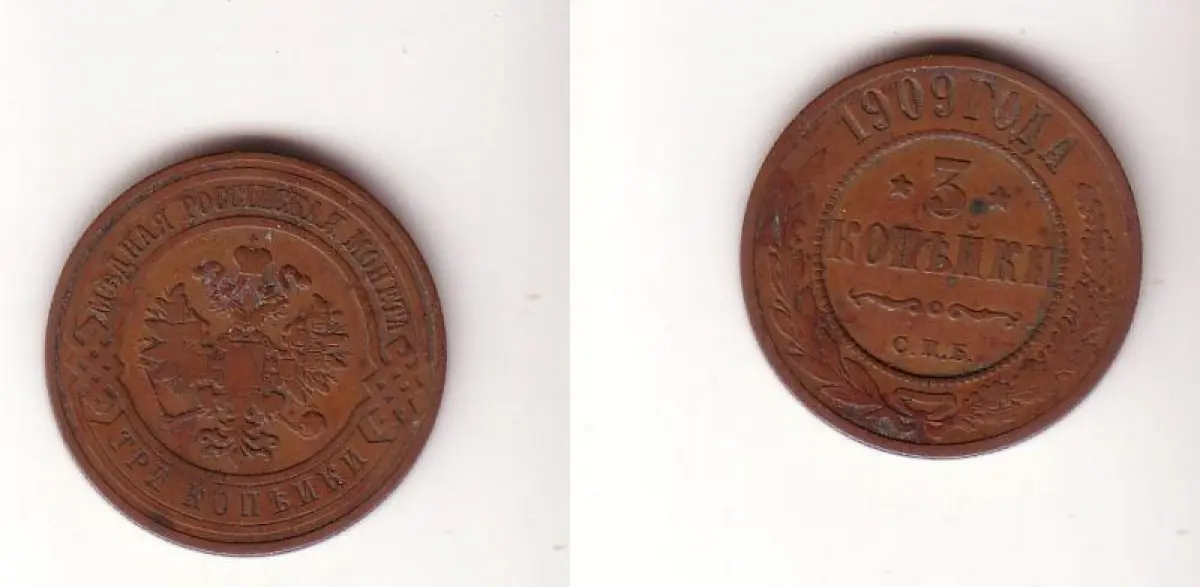 МѢДНАЯ РОССІЙСКАЯ МОНЕТА
ТРИ КОПѢЙКИ
1909 ГОДА
3
КОПѢЙКИ
С.П.Б.